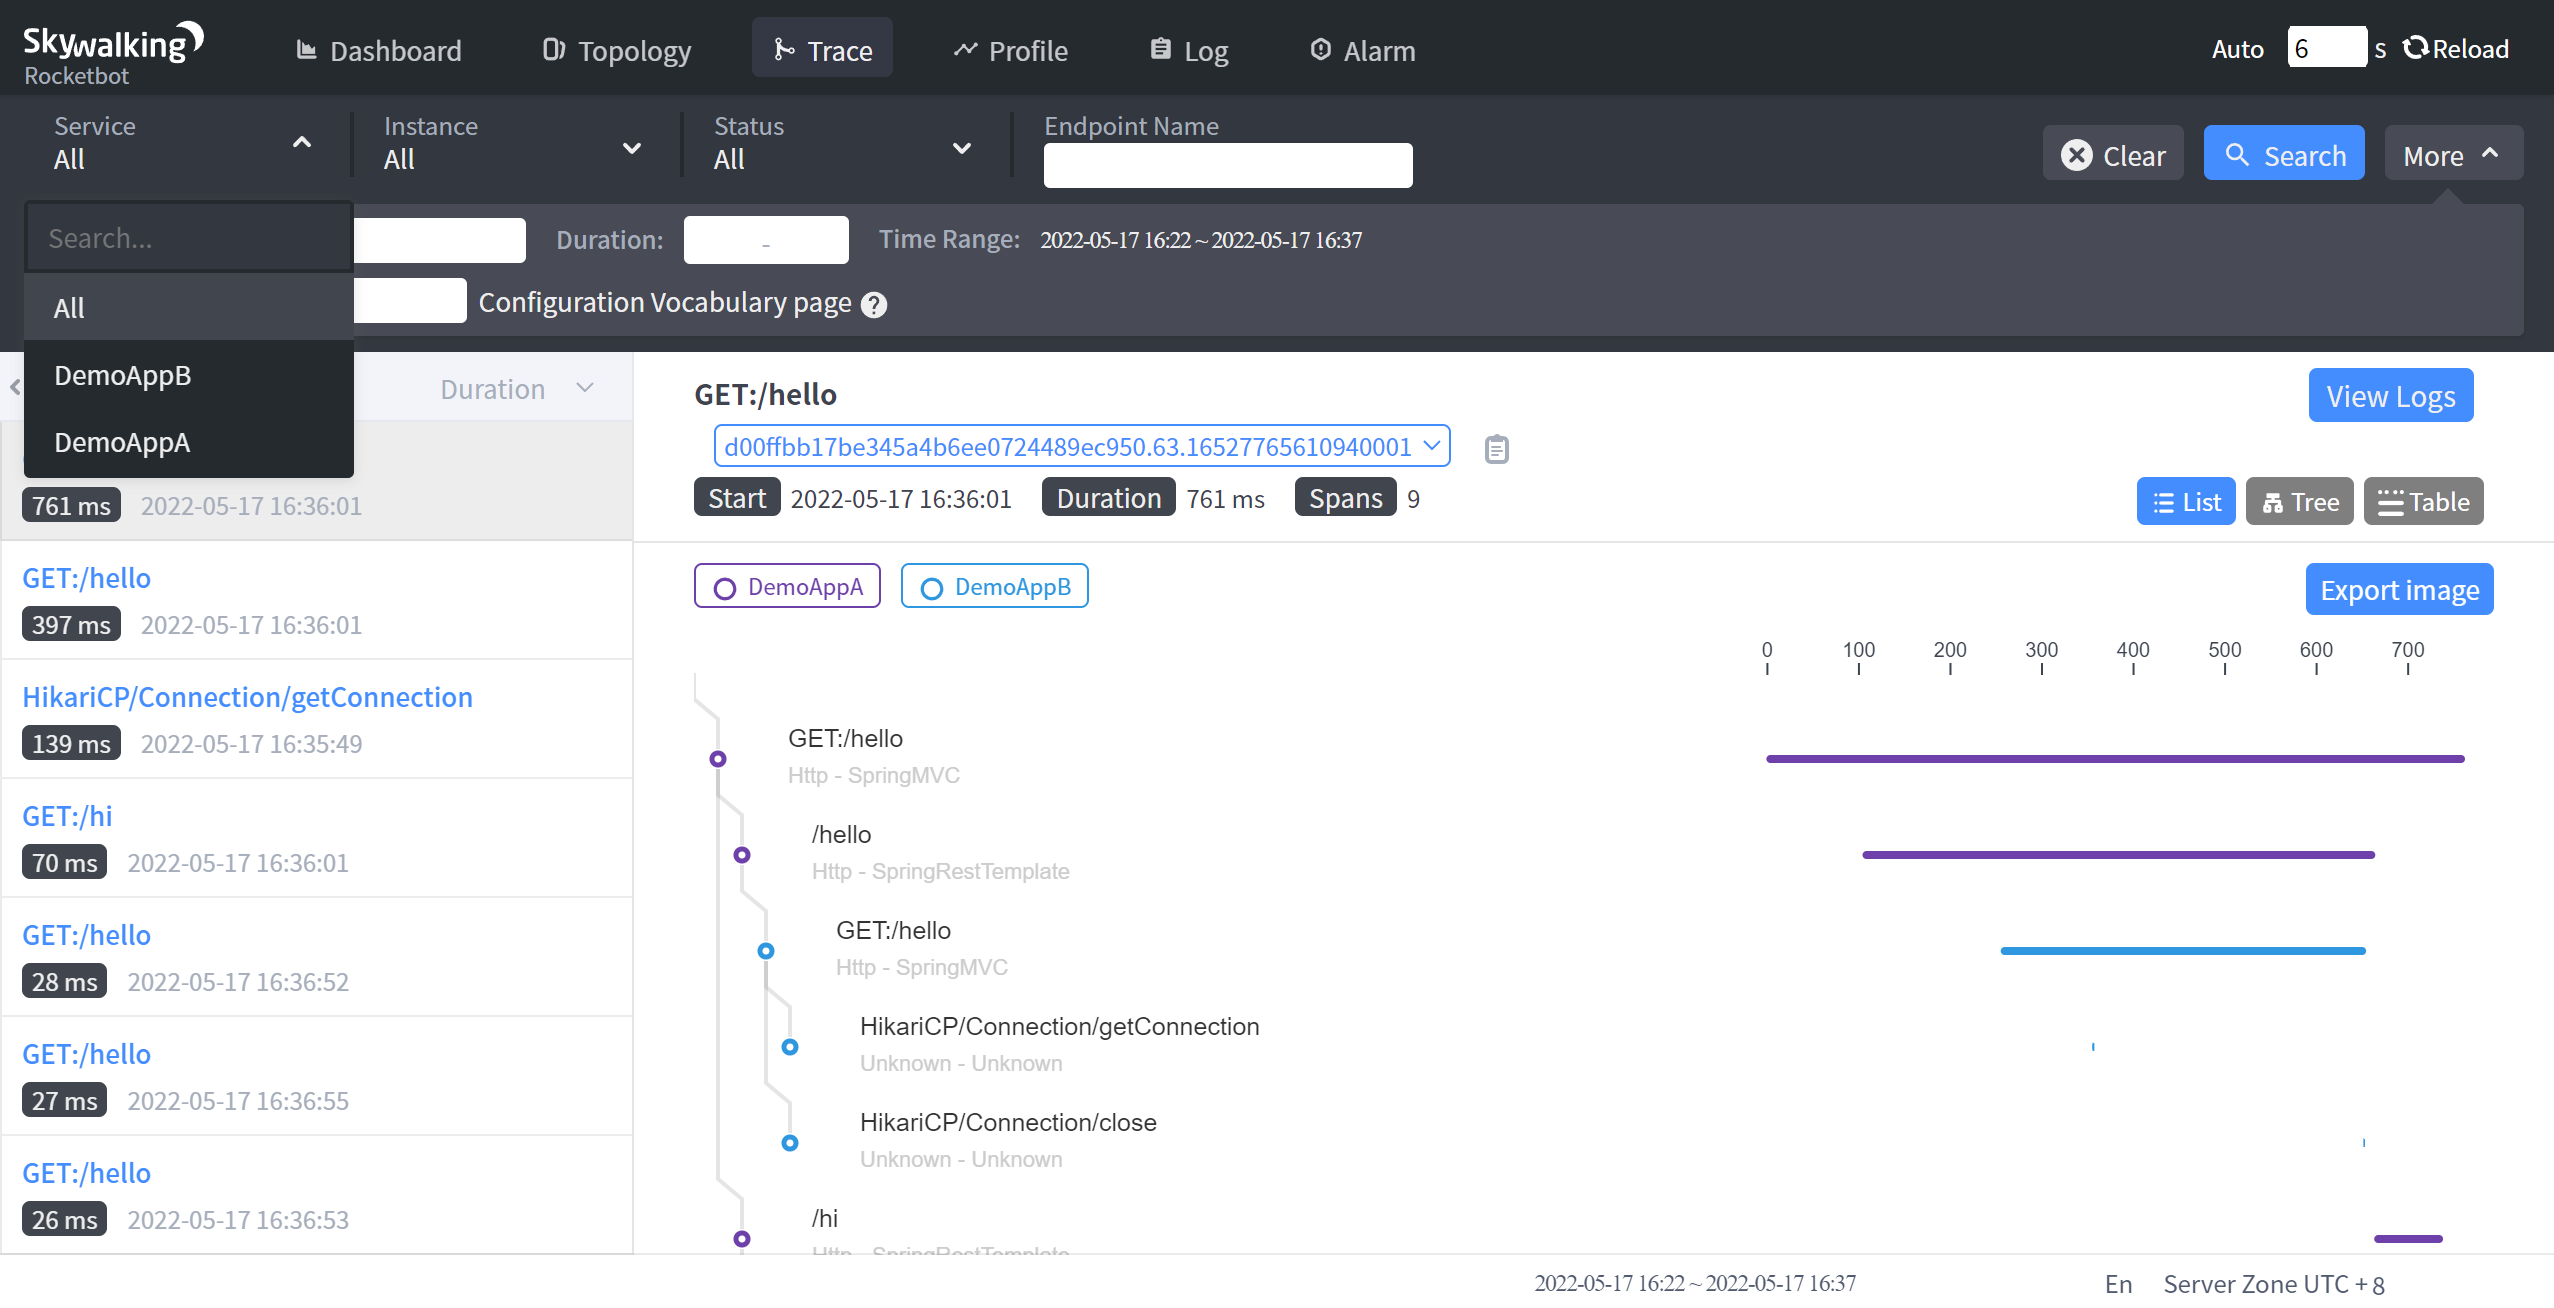 Skywalking
Rocketbot
Dashboard
Topology
Trace
Profile
Log
Alarm
Auto 6 s Reload
Service
All
Instance
All
Status
All
Endpoint Name
Clear
Search
More
Search...
All
DemoAppB
DemoAppA
Duration: -
Time Range: 2022-05-17 16:22 ~ 2022-05-17 16:37
Configuration Vocabulary page ?
Duration
761 ms 2022-05-17 16:36:01
GET:/hello
397 ms 2022-05-17 16:36:01
HikariCP/Connection/getConnection
139 ms 2022-05-17 16:35:49
GET:/hi
70 ms 2022-05-17 16:36:01
GET:/hello
28 ms 2022-05-17 16:36:52
GET:/hello
27 ms 2022-05-17 16:36:55
GET:/hello
26 ms 2022-05-17 16:36:53
GET:/hello
View Logs
d00ffbb17be345a4b6ee0724489ec950.63.16527765610940001
Start 2022-05-17 16:36:01 Duration 761 ms Spans 9
List
Tree
Table
DemoAppA
DemoAppB
Export image
0 100 200 300 400 500 600 700
GET:/hello
Http - SpringMVC
/hello
Http - SpringRestTemplate
GET:/hello
Http - SpringMVC
HikariCP/Connection/getConnection
Unknown - Unknown
HikariCP/Connection/close
Unknown - Unknown
/hi
Http - SpringRestTemplate
2022-05-17 16:22 ~ 2022-05-17 16:37
En
Server Zone UTC + 8